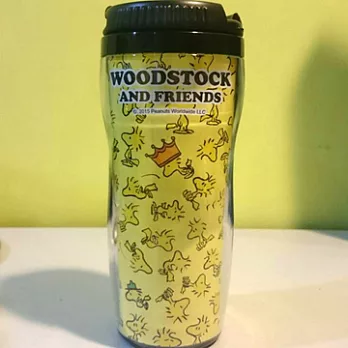 WOODSTOCK
AND FRIENDS
© 2015 Peanuts Worldwide LLC